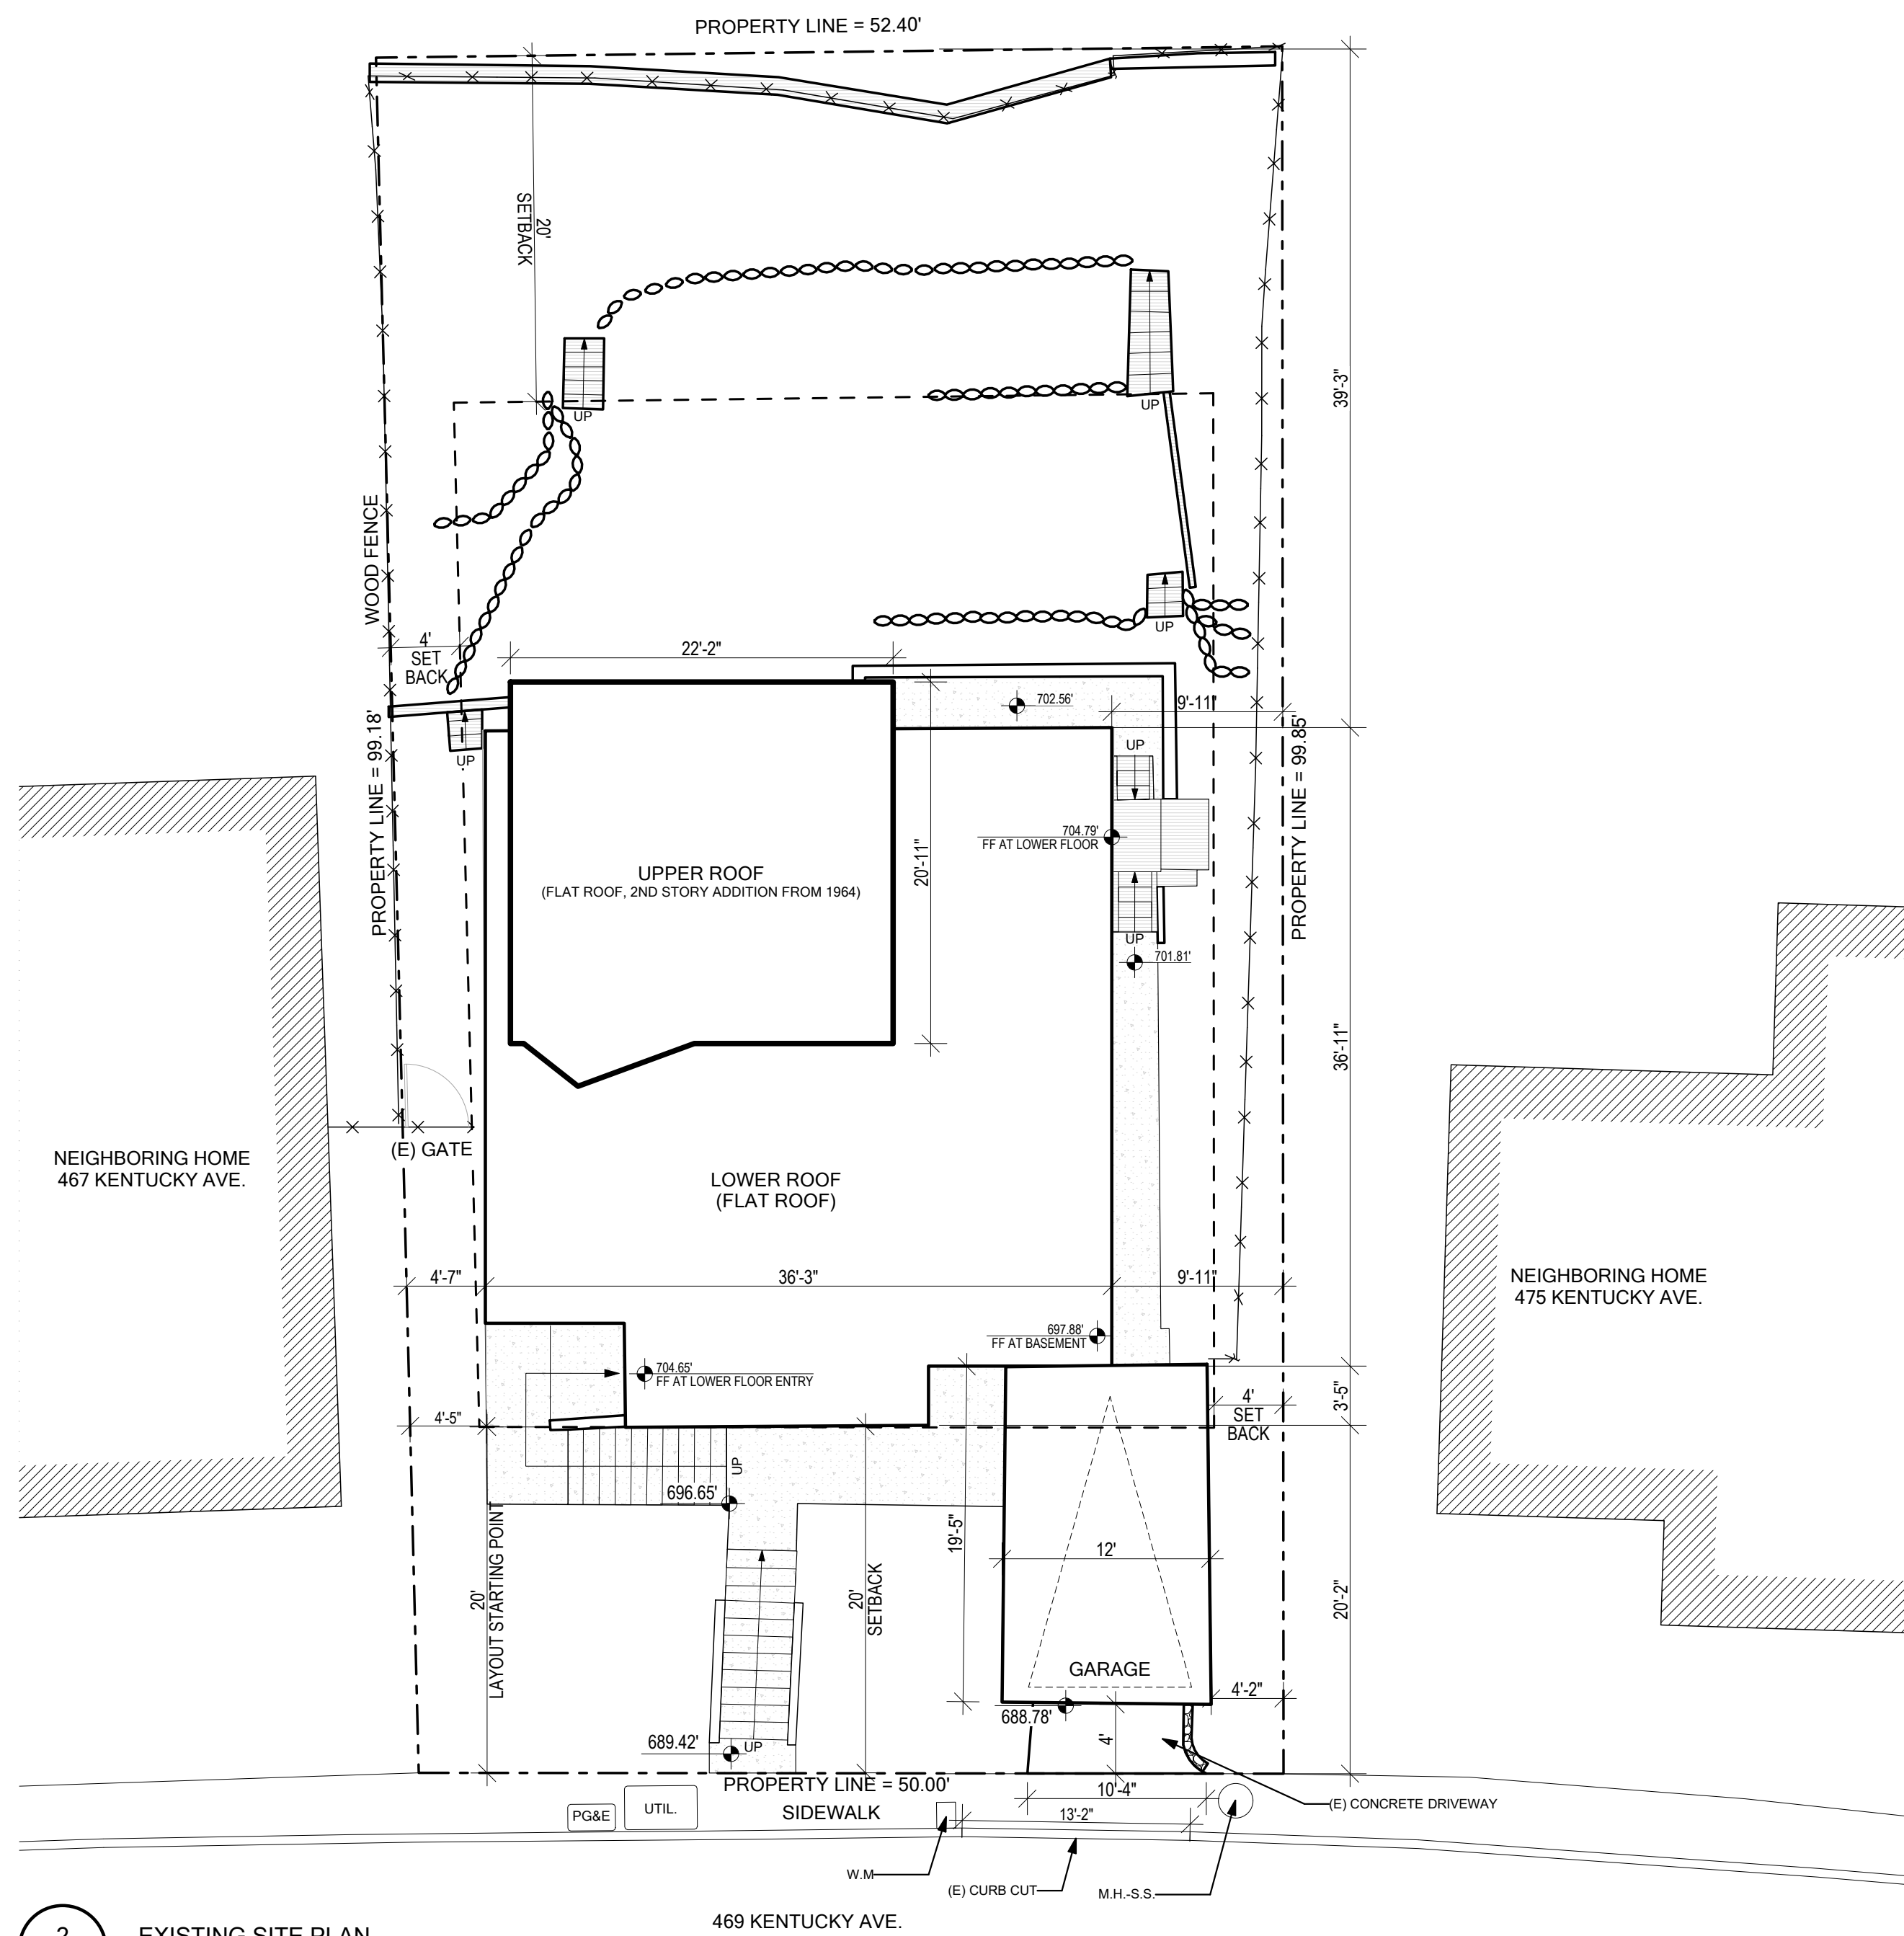 PROPERTY LINE = 52.40'
20'
SETBACK
39'-3"
UP
UP
WOOD FENCE
UP
4'
SET
BACK
22'-2"
702.56'
9'-11"
UP
UP
PROPERTY LINE = 99.18'
PROPERTY LINE = 99.85'
704.79'
FF AT LOWER FLOOR
20'-11"
UPPER ROOF
(FLAT ROOF, 2ND STORY ADDITION FROM 1964)
UP
701.81'
36'-11"
(E) GATE
NEIGHBORING HOME
467 KENTUCKY AVE.
LOWER ROOF
(FLAT ROOF)
4'-7"
36'-3"
9'-11"
NEIGHBORING HOME
475 KENTUCKY AVE.
697.88'
FF AT BASEMENT
704.65'
FF AT LOWER FLOOR ENTRY
4'-5"
4'
SET
BACK
3'-5"
UP
696.65'
19'-5"
12'
20'
LAYOUT STARTING POINT
20'
SETBACK
20'-2"
GARAGE
4'-2"
688.78'
4'
689.42'
UP
PROPERTY LINE = 50.00'
10'-4"
(E) CONCRETE DRIVEWAY
PG&E
UTIL.
SIDEWALK
13'-2"
W.M
(E) CURB CUT
M.H.-S.S.
469 KENTUCKY AVE.
2
EXISTING SITE PLAN